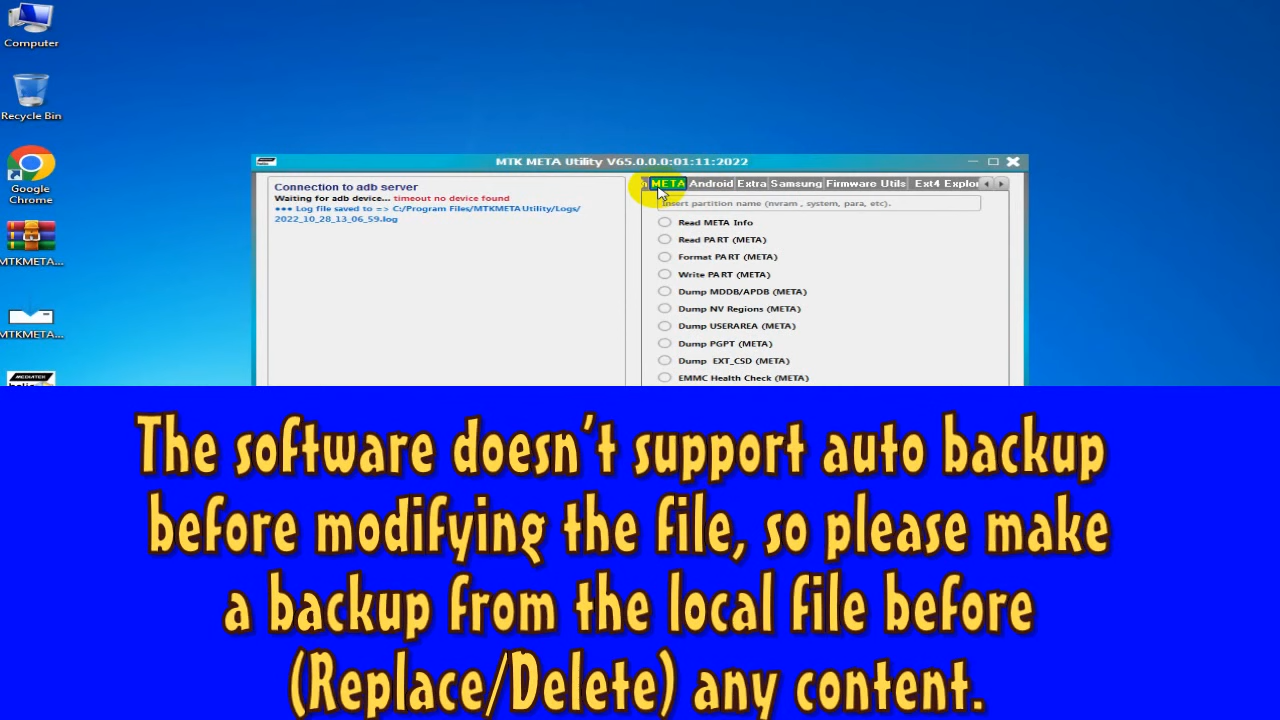 Computer
Recycle Bin
Google
Chrome
MTKMETA...
MTKMETA...
MEDIATEK
MTK META Utility V65.0.0.0:01:11:2022
Connection to adb server
Waiting for adb device... timeout no device found
*** Log file saved to => C:/Program Files/MTKMETAUtility/Logs/
2022_10_28_13_06_59.log
META Android Extra Samsung Firmware Utils Ext4 Explor
Insert partition name (nvram , system, para, etc).
Read META Info
Read PART (META)
Format PART (META)
Write PART (META)
Dump MDDB/APDB (META)
Dump NV Regions (META)
Dump USERAREA (META)
Dump PGPT (META)
Dump EXT_CSD (META)
EMMC Health Check (META)
The software doesn't support auto backup
before modifying the file, so please make
a backup from the local file before
(Replace/Delete) any content.